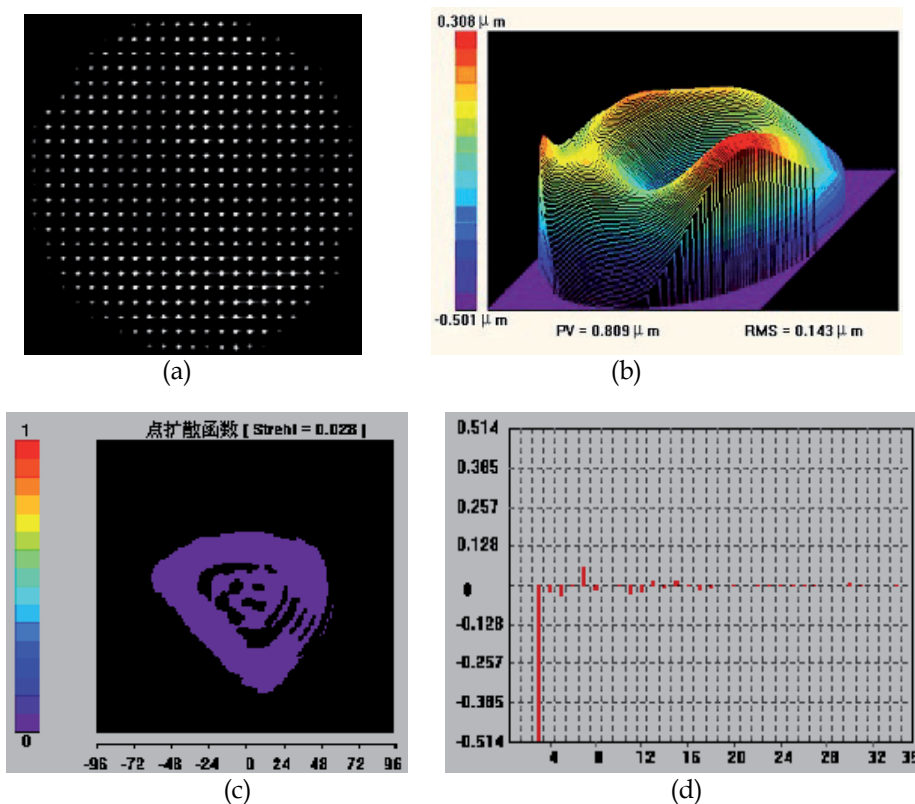 0.308 μ m
-0.501 μ m
PV = 0.809 μ m RMS = 0.143 μ m
(a)
(b)
点扩散函数 [ Strehl = 0.028 ]
1
0
-96 -72 -48 -24 0 24 48 72 96
(c)
0.514
0.385
0.257
0.128
0
-0.128
-0.257
-0.385
-0.514
4 8 12 16 20 24 28 32 35
(d)